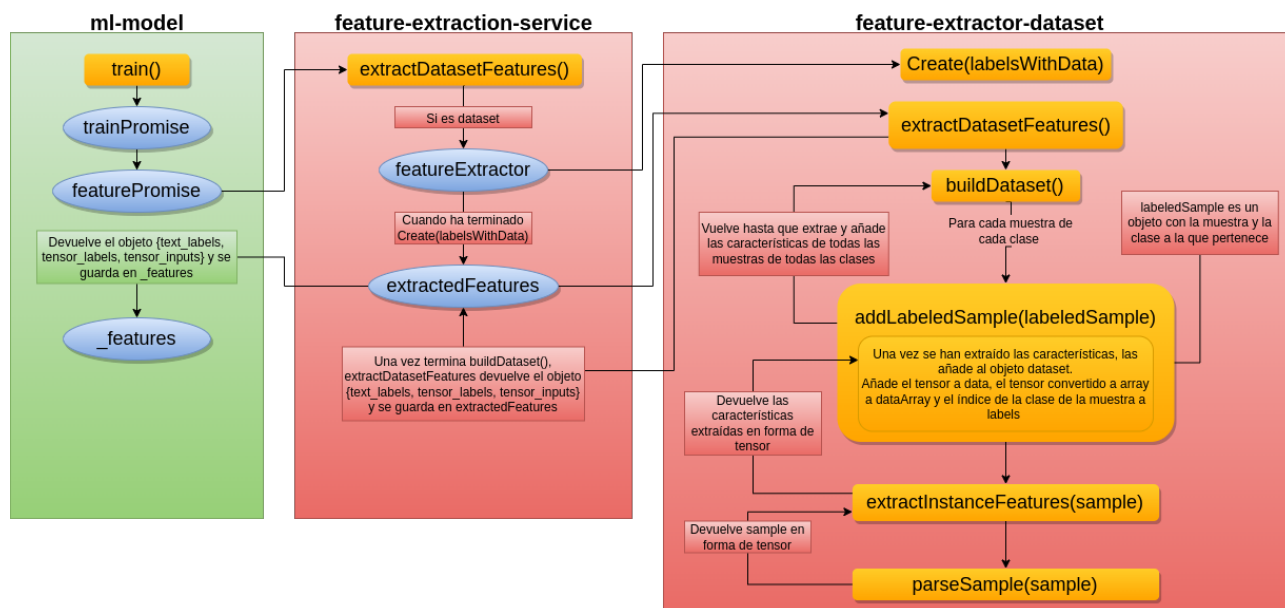 ml-model
train()
trainPromise
featurePromise
Devuelve el objeto {text_labels,
tensor_labels, tensor_inputs} y se
guarda en _features
_features
feature-extraction-service
extractDatasetFeatures()
Si es dataset
featureExtractor
Cuando ha terminado
Create(labelsWithData)
extractedFeatures
Una vez termina buildDataset(),
extractDatasetFeatures devuelve el objeto
{text_labels, tensor_labels, tensor_inputs}
y se guarda en extractedFeatures
feature-extractor-dataset
Create(labelsWithData)
extractDatasetFeatures()
buildDataset()
Para cada muestra de
cada clase
labeledSample es un
objeto con la muestra y la
clase a la que pertenece
Vuelve hasta que extrae y añade
las características de todas las
muestras de todas las clases
addLabeledSample(labeledSample)
Una vez se han extraído las características, las
añade al objeto dataset.
Añade el tensor a data, el tensor convertido a array
a dataArray y el índice de la clase de la muestra a
labels
Devuelve las
características
extraídas en forma de
tensor
extractInstanceFeatures(sample)
Devuelve sample en
forma de tensor
parseSample(sample)